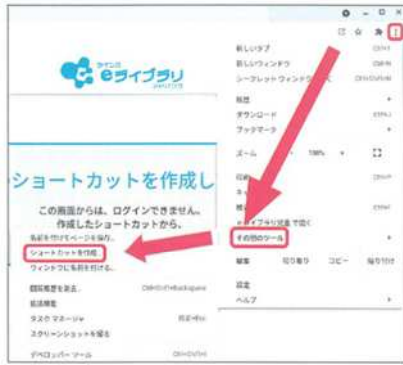 ラインズ
eライブラリ
ショートカットを作成し
この画面からは、ログインできません。
作成したショートカットから、
名前を付けてページを保存...
ショートカットを作成...
ウィンドウに名前を付ける...
閲覧履歴を消去...
拡張機能
タスク マネージャ
スクリーンショットを撮る
デベロッパー ツール
新しいタブ
新しいウィンドウ
シークレット ウィンドウ
履歴
ダウンロード
ブックマーク
ズーム - 100% +
印刷
で開く
その他のツール
編集 切り取り コピー 貼り付け
設定
ヘルプ